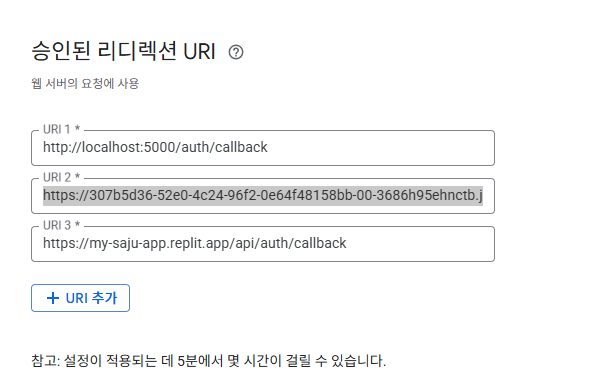 승인된 리디렉션 URI
웹 서버의 요청에 사용
URI 1 *
http://localhost:5000/auth/callback
URI 2 *
https://307b5d36-52e0-4c24-96f2-0e64f48158bb-00-3686h95ehnctb.j
URI 3 *
https://my-saju-app.replit.app/api/auth/callback
+ URI 추가
참고: 설정이 적용되는 데 5분에서 몇 시간이 걸릴 수 있습니다.